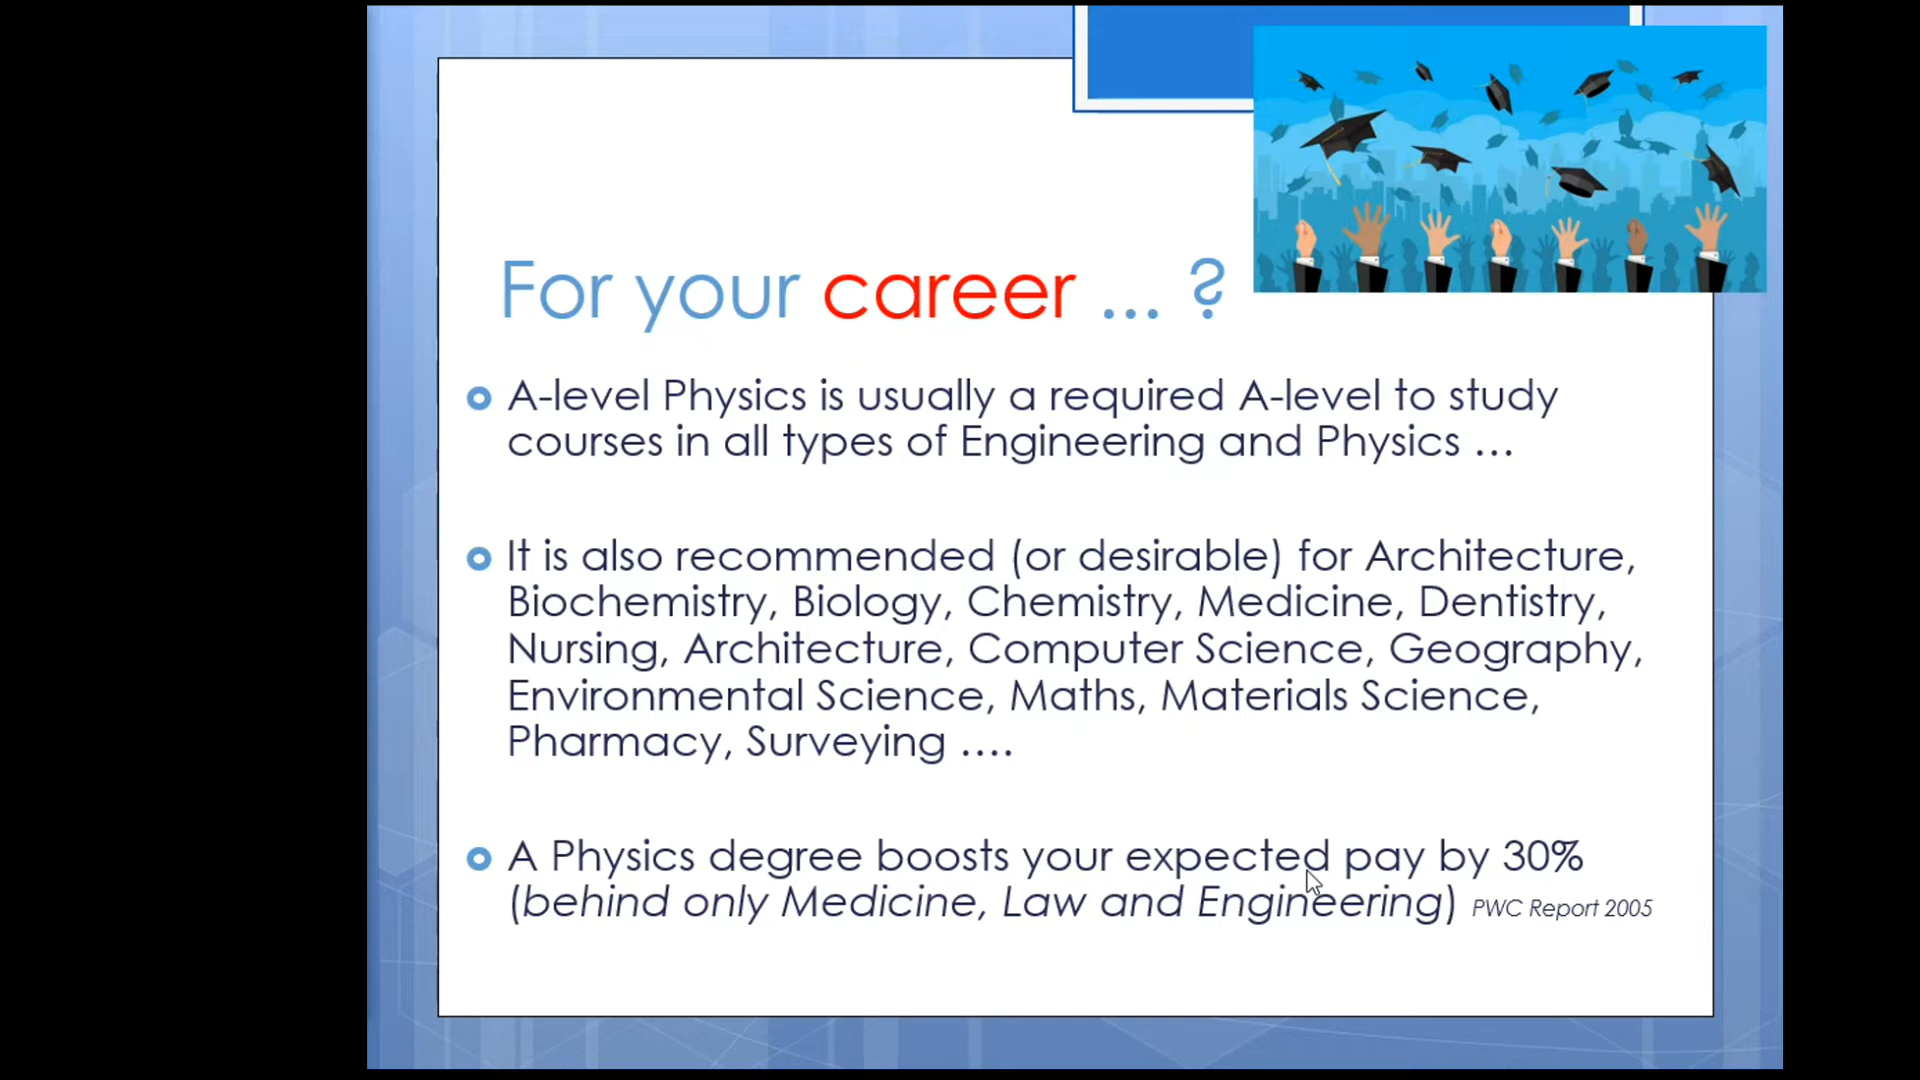 For your career ... ?
A-level Physics is usually a required A-level to study
courses in all types of Engineering and Physics ...
It is also recommended (or desirable) for Architecture,
Biochemistry, Biology, Chemistry, Medicine, Dentistry,
Nursing, Architecture, Computer Science, Geography,
Environmental Science, Maths, Materials Science,
Pharmacy, Surveying ....
A Physics degree boosts your expected pay by 30%
(behind only Medicine, Law and Engineering) PWC Report 2005